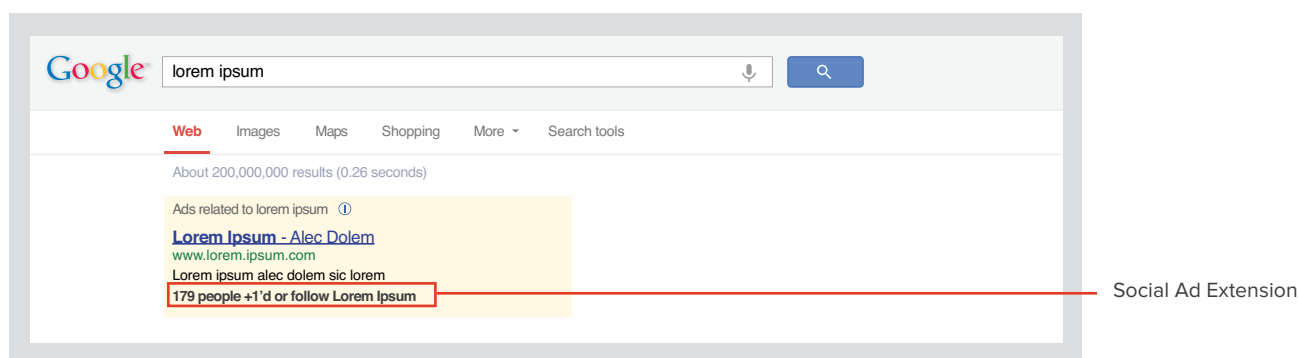 Google
lorem ipsum
Web Images Maps Shopping More Search tools
About 200,000,000 results (0.26 seconds)
Ads related to lorem ipsum
Lorem Ipsum - Alec Dolem
www.lorem.ipsum.com
Lorem ipsum alec dolem sic lorem
179 people +1'd or follow Lorem Ipsum
Social Ad Extension